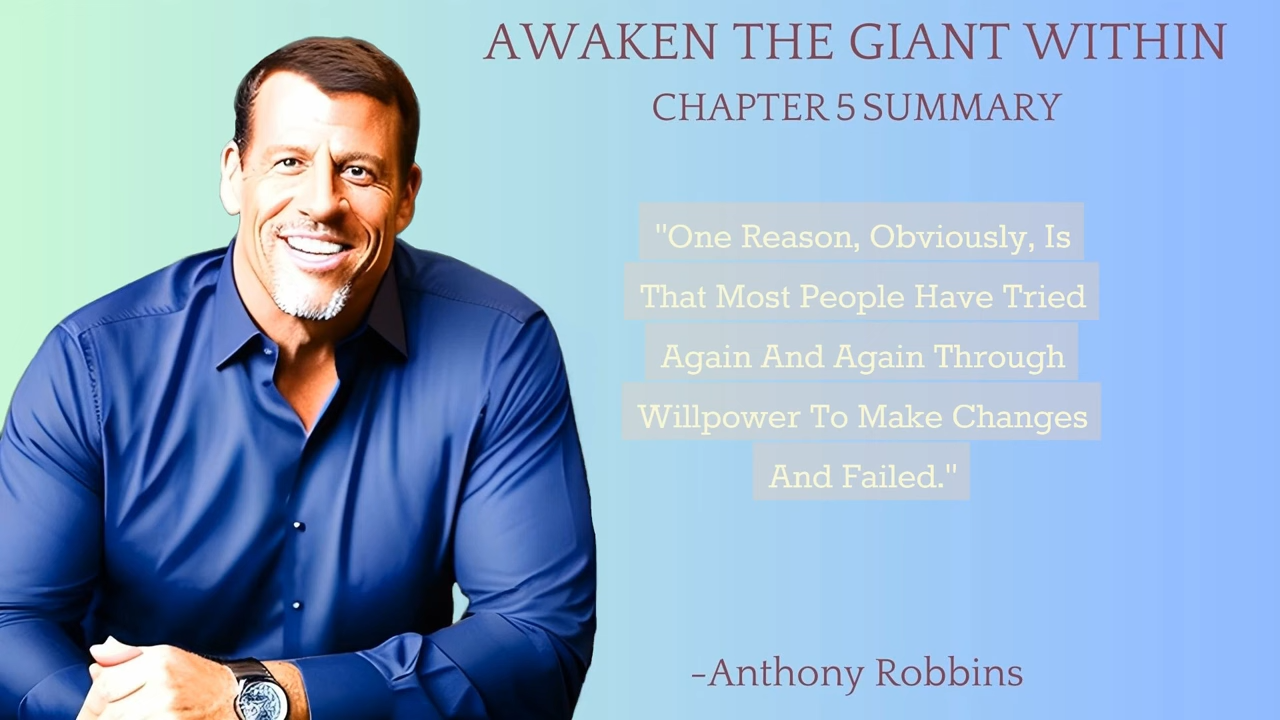 AWAKEN THE GIANT WITHIN
CHAPTER 5 SUMMARY
"One Reason, Obviously, Is
That Most People Have Tried
Again And Again Through
Willpower To Make Changes
And Failed."
-Anthony Robbins